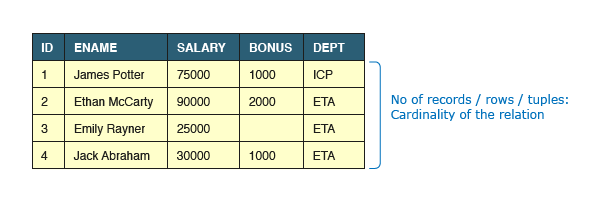 ID ENAME SALARY BONUS DEPT
1 James Potter 75000 1000 ICP
2 Ethan McCarty 90000 2000 ETA
3 Emily Rayner 25000 ETA
4 Jack Abraham 30000 1000 ETA
No of records / rows / tuples:
Cardinality of the relation